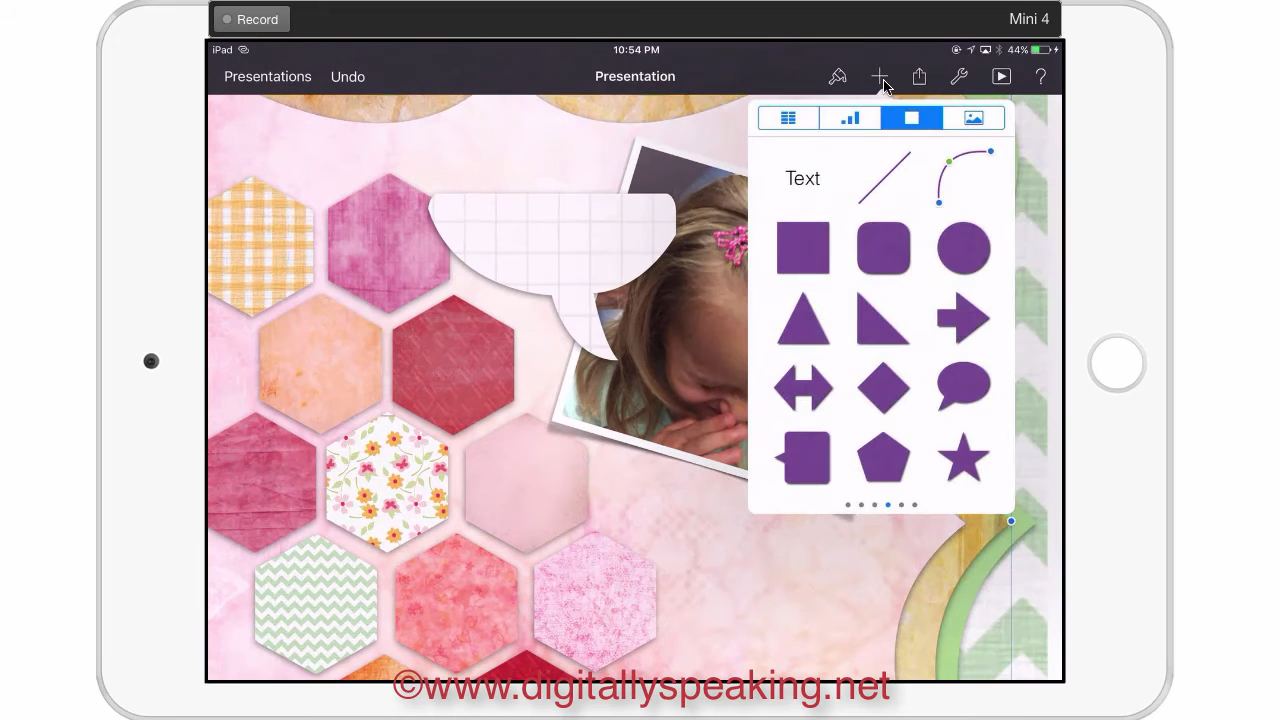 Record
Mini 4
iPad
10:54 PM
44%
Presentations
Undo
Presentation
?
Text
©www.digitallyspeaking.net